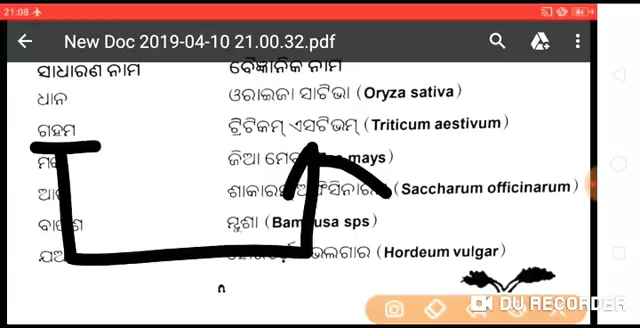 21:08
New Doc 2019-04-10 21.00.32.pdf
ସାଧାରଣ ନାମ ବୈଜ୍ଞାନିକ ନାମ
ଧାନ ଓରାଇଜା ସାଟିଭା (Oryza sativa)
ଗହମ ଟ୍ରିଟିକମ୍ ଏସଟିଭମ୍ (Triticum aestivum)
ଜିଆ mays)
(Saccharum officinarum)
sps)
ଭଲଗାର (Hordeum vulgar)
DU RECORDER